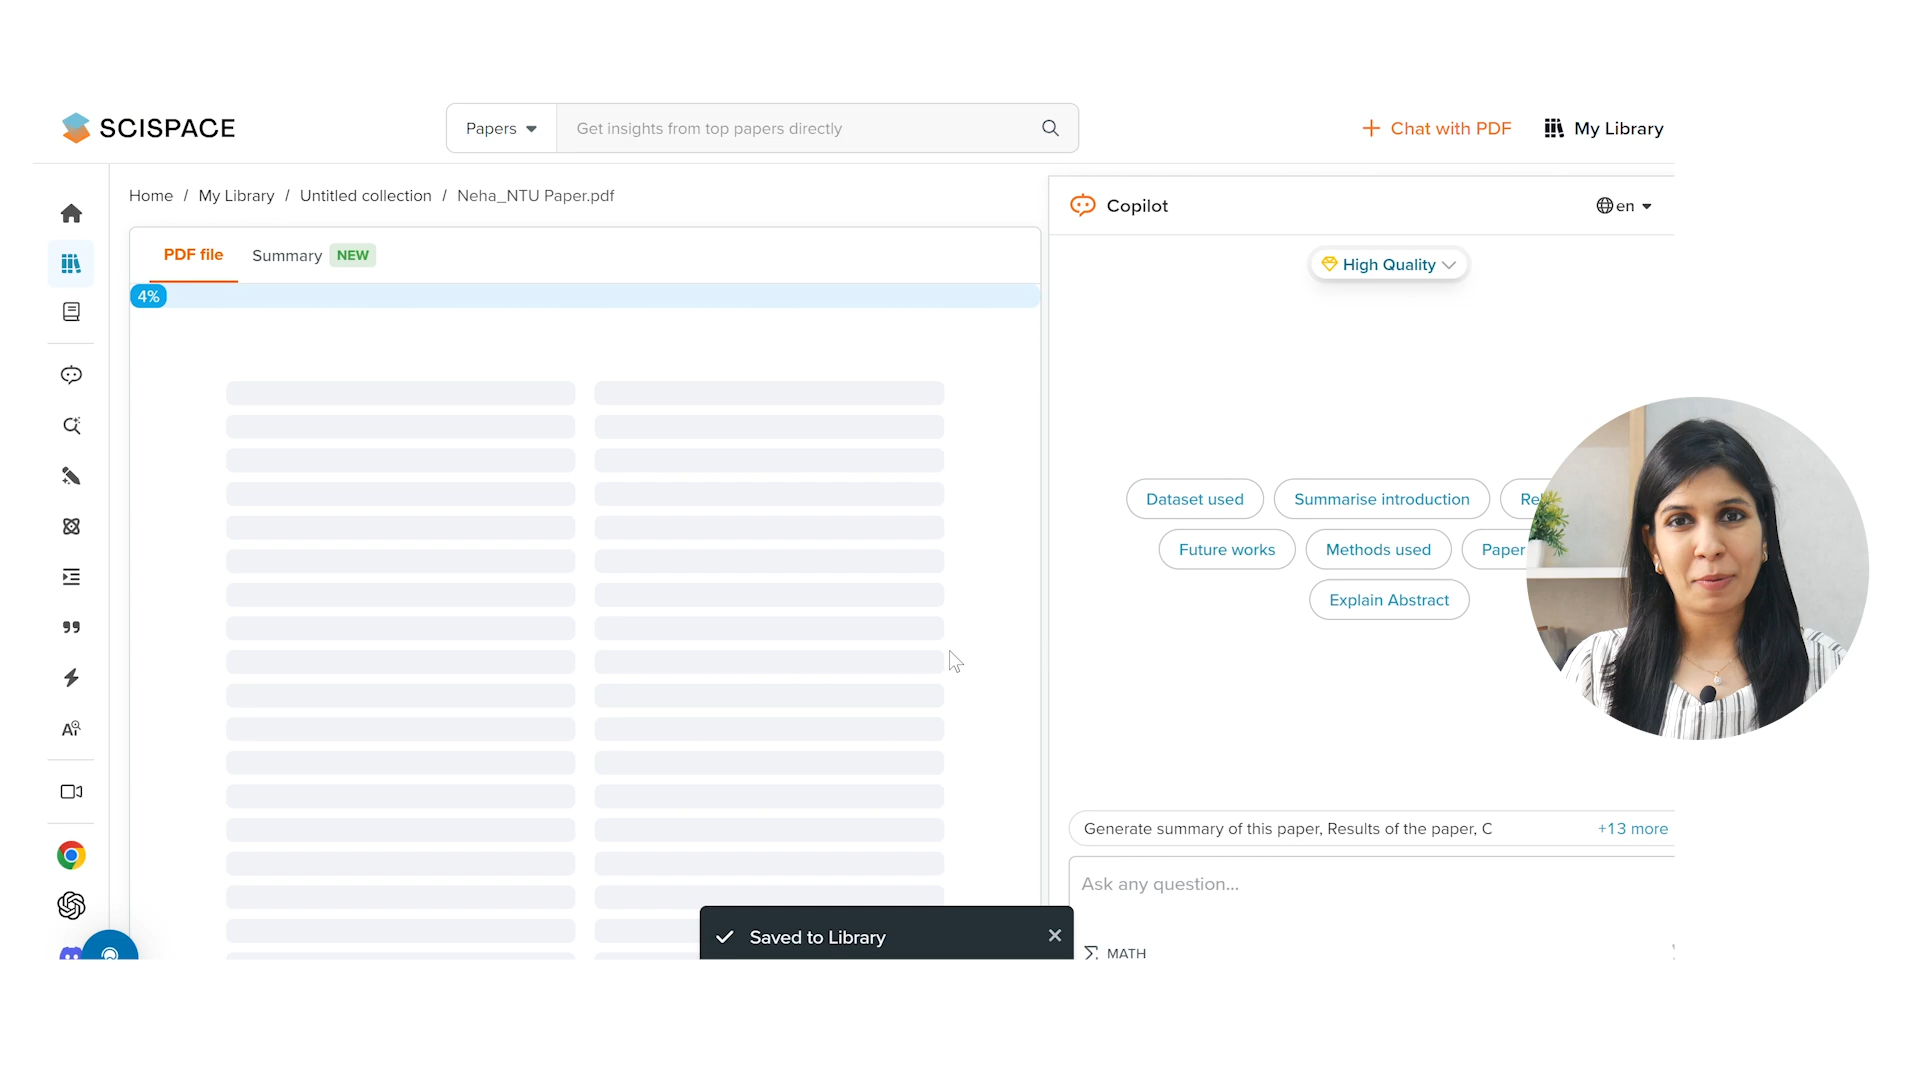 SCISPACE
Papers
Get insights from top papers directly
+ Chat with PDF
My Library
Home / My Library / Untitled collection / Neha_NTU Paper.pdf
PDF file
Summary NEW
4%
Copilot
en
High Quality
Dataset used
Summarise introduction
Future works
Methods used
Paper
Explain Abstract
Generate summary of this paper, Results of the paper, C
+13 more
Ask any question...
MATH
Saved to Library